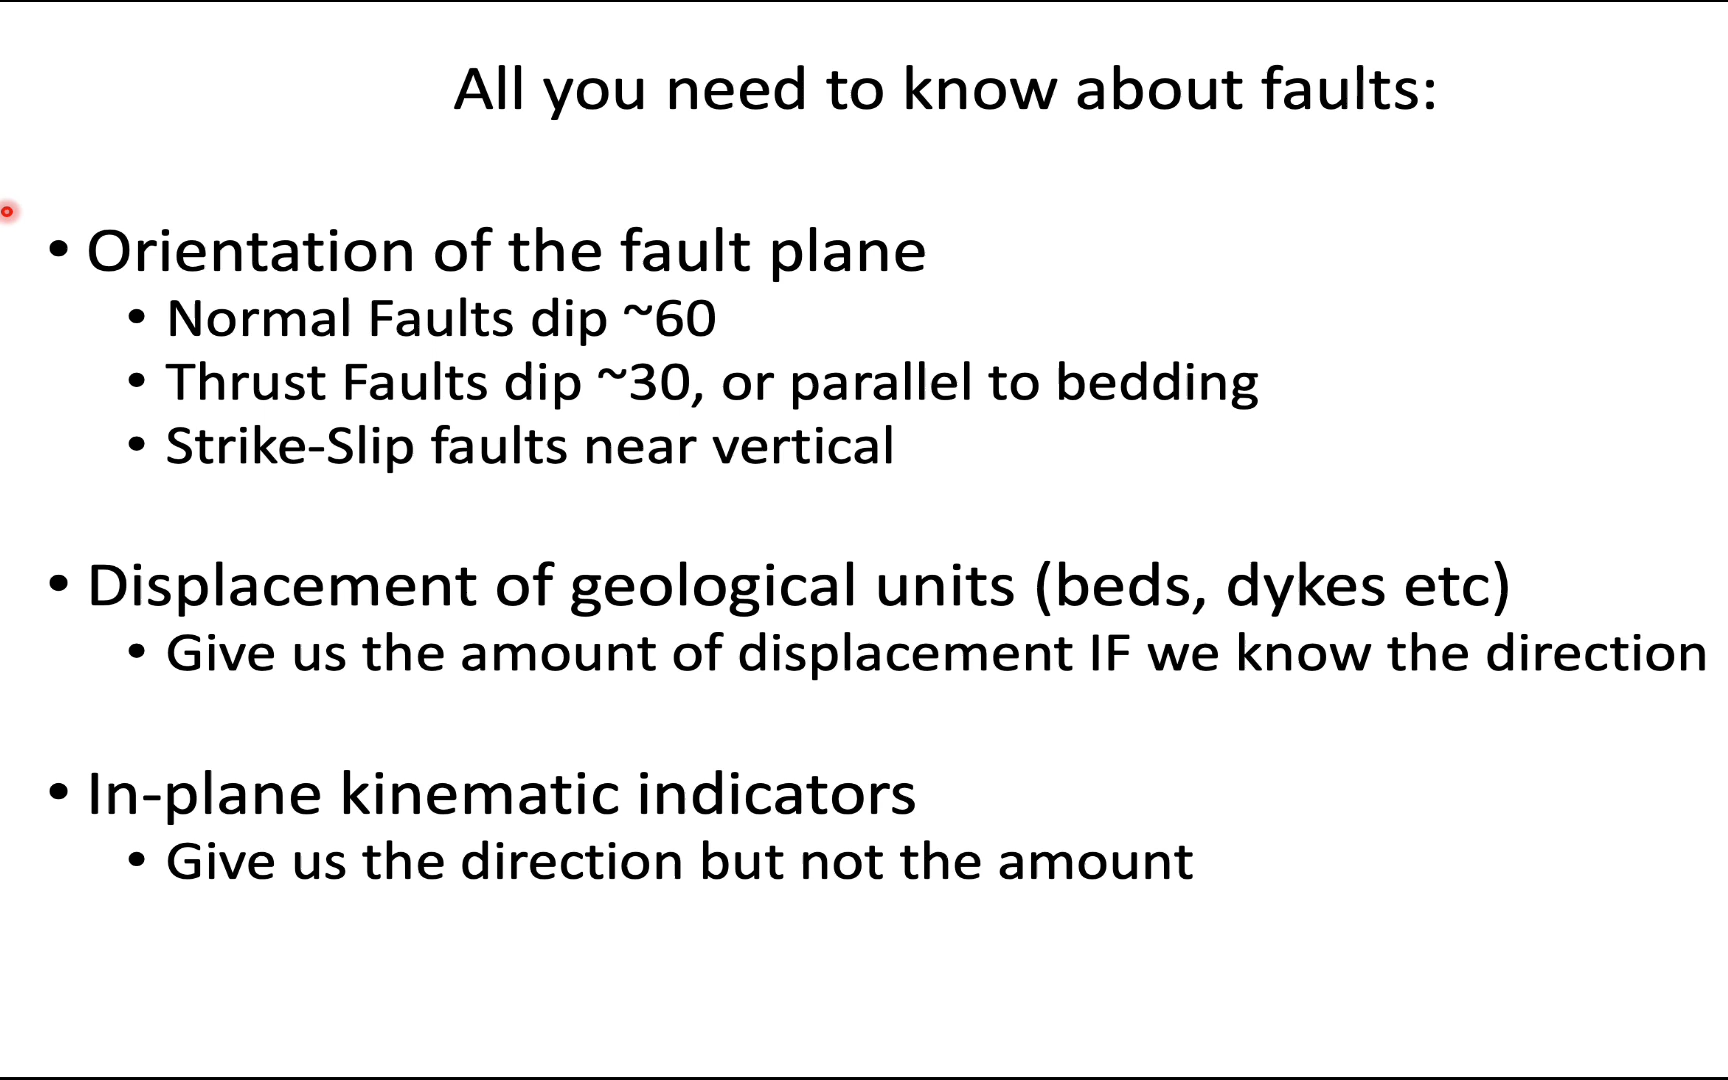 All you need to know about faults:
• Orientation of the fault plane
• Normal Faults dip ~60
• Thrust Faults dip ~30, or parallel to bedding
• Strike-Slip faults near vertical
• Displacement of geological units (beds, dykes etc)
• Give us the amount of displacement IF we know the direction
• In-plane kinematic indicators
• Give us the direction but not the amount